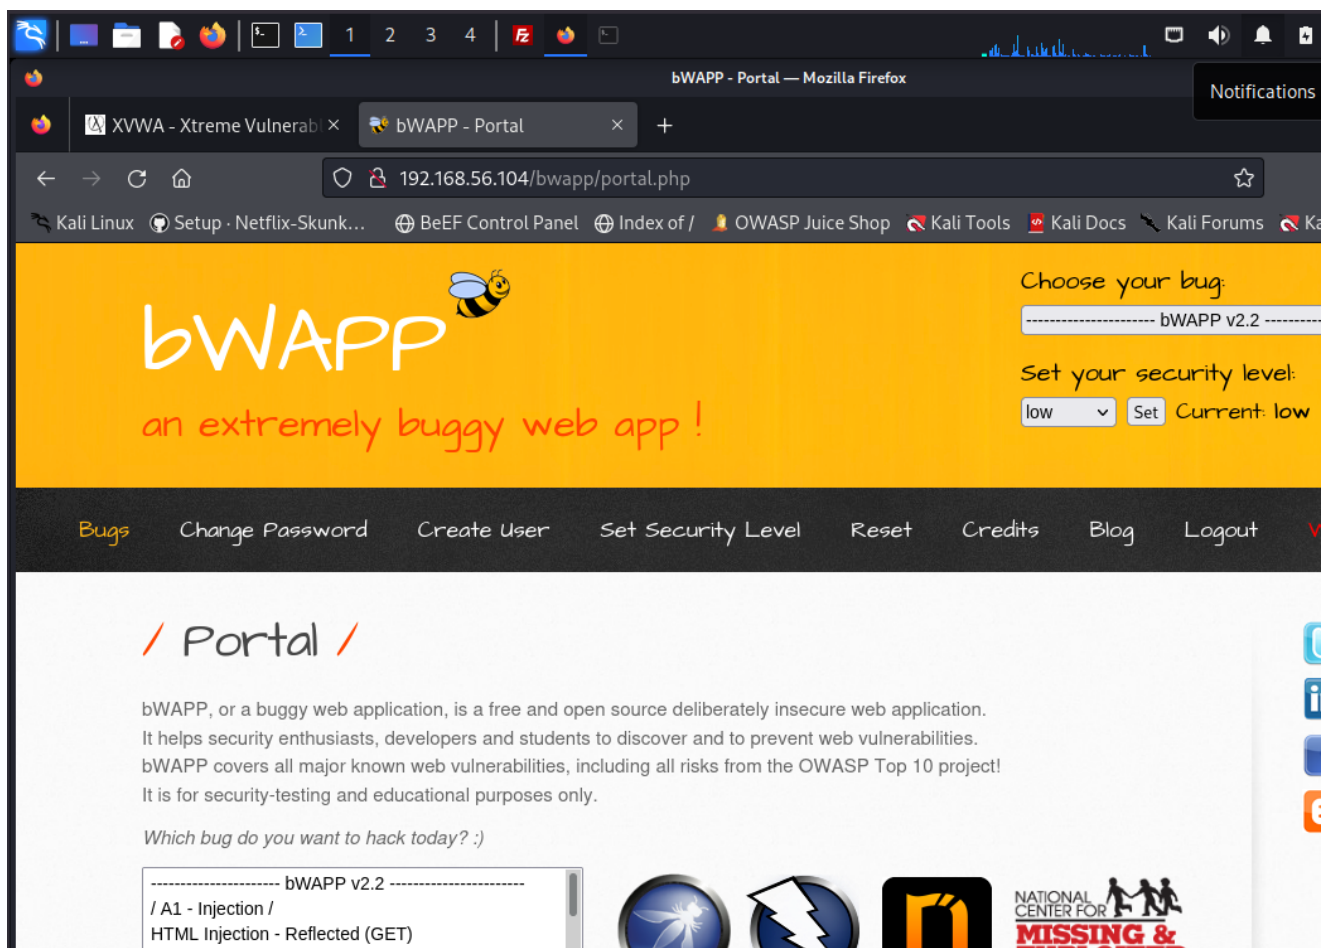 1 2 3 4
bWAPP - Portal — Mozilla Firefox
Notifications
XVWA - Xtreme Vulnerabl
bWAPP - Portal
192.168.56.104/bwapp/portal.php
Kali Linux Setup · Netflix-Skunk... BeEF Control Panel Index of / OWASP Juice Shop Kali Tools Kali Docs Kali Forums Ka
bWAPP
an extremely buggy web app !
Choose your bug:
---------------------- bWAPP v2.2 ----------
Set your security level:
low Set Current: low
Bugs Change Password Create User Set Security Level Reset Credits Blog Logout
/ Portal /
bWAPP, or a buggy web application, is a free and open source deliberately insecure web application.
It helps security enthusiasts, developers and students to discover and to prevent web vulnerabilities.
bWAPP covers all major known web vulnerabilities, including all risks from the OWASP Top 10 project!
It is for security-testing and educational purposes only.
Which bug do you want to hack today? :)
---------------------- bWAPP v2.2 -----------------------
/ A1 - Injection /
HTML Injection - Reflected (GET)
NATIONAL
CENTER FOR
MISSING &